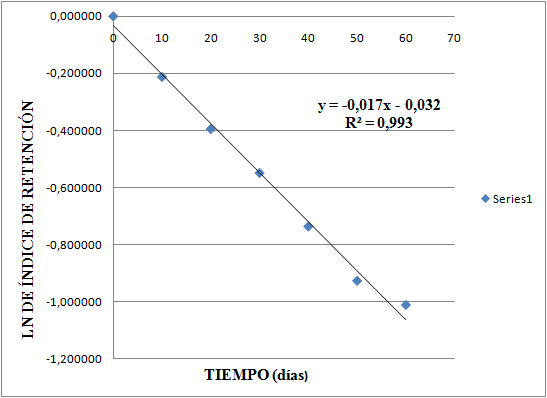 0,000000
0 10 20 30 40 50 60 70
-0,200000
y = -0,017x - 0,032
R² = 0,993
-0,400000
-0,600000
-0,800000
-1,000000
-1,200000
LN DE ÍNDICE DE RETENCIÓN
Series1
TIEMPO (días)